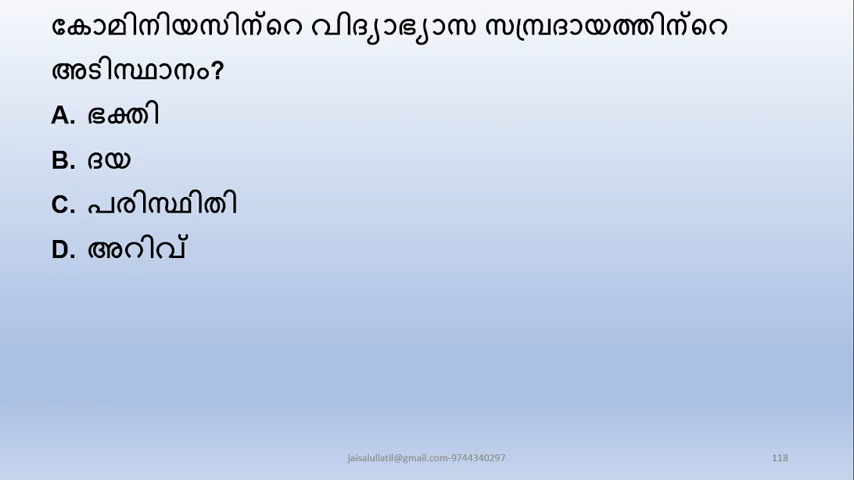 കോമിനിയസിന്റെ വിദ്യാഭ്യാസ സമ്പ്രദായത്തിന്റെ
അടിസ്ഥാനം?
A. ഭക്തി
B. ദയ
C. പരിസ്ഥിതി
D. അറിവ്
jaisalullatil@gmail.com-9744340297
118